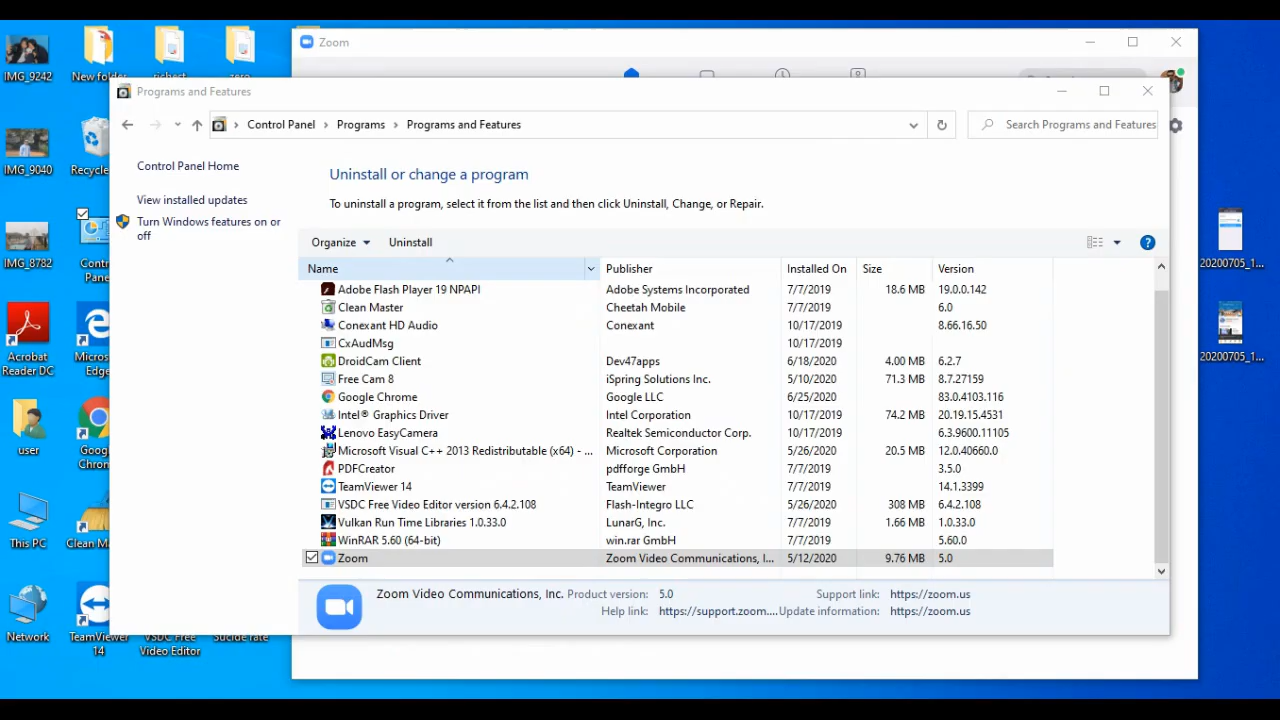 Zoom
Programs and Features
Control Panel > Programs > Programs and Features
Search Programs and Features
Control Panel Home
View installed updates
Turn Windows features on or
off
Uninstall or change a program
To uninstall a program, select it from the list and then click Uninstall, Change, or Repair.
Organize
Uninstall
Name Publisher Installed On Size Version
Adobe Flash Player 19 NPAPI Adobe Systems Incorporated 7/7/2019 18.6 MB 19.0.0.142
Clean Master Cheetah Mobile 7/7/2019 6.0
Conexant HD Audio Conexant 10/17/2019 8.66.16.50
CxAudMsg 10/17/2019
DroidCam Client Dev47apps 6/18/2020 4.00 MB 6.2.7
Free Cam 8 iSpring Solutions Inc. 5/10/2020 71.3 MB 8.7.27159
Google Chrome Google LLC 6/25/2020 83.0.4103.116
Intel® Graphics Driver Intel Corporation 10/17/2019 74.2 MB 20.19.15.4531
Lenovo EasyCamera Realtek Semiconductor Corp. 10/17/2019 6.3.9600.11105
Microsoft Visual C++ 2013 Redistributable (x64) - ... Microsoft Corporation 5/26/2020 20.5 MB 12.0.40660.0
PDFCreator pdfforge GmbH 7/7/2019 3.5.0
TeamViewer 14 TeamViewer 7/7/2019 14.1.3399
VSDC Free Video Editor version 6.4.2.108 Flash-Integro LLC 5/26/2020 308 MB 6.4.2.108
Vulkan Run Time Libraries 1.0.33.0 LunarG, Inc. 7/7/2019 1.66 MB 1.0.33.0
WinRAR 5.60 (64-bit) win.rar GmbH 7/7/2019 5.60.0
Zoom Zoom Video Communications, I... 5/12/2020 9.76 MB 5.0
Zoom Video Communications, Inc. Product version: 5.0 Support link: https://zoom.us
Help link: https://support.zoom.... Update information: https://zoom.us
IMG_9242
New folder
richest
zero
IMG_9040
Recycle
IMG_8782
Contr
Pane
Acrobat
Reader DC
Micros
Edge
user
Goog
Chron
This PC
Clean Ma
Network
TeamViewer
14
VSDC Free
Video Editor
Suicide rate
20200705_1...
20200705_1...